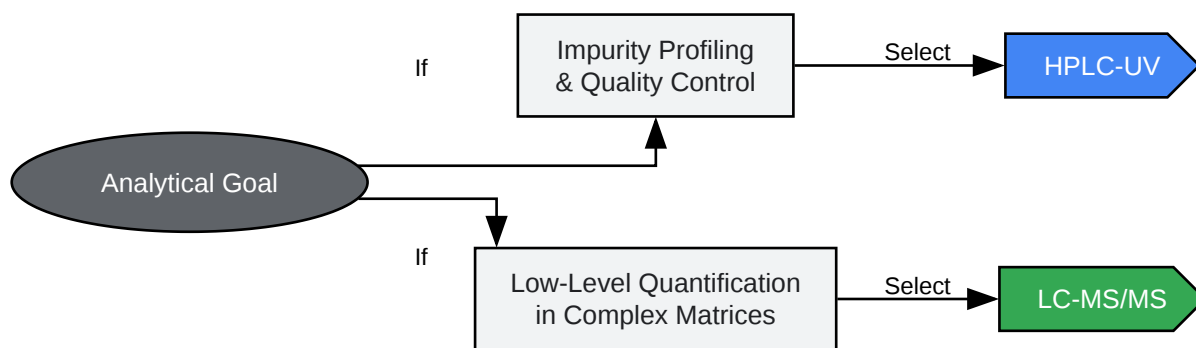 If
Impurity Profiling
& Quality Control
Select
HPLC-UV
Analytical Goal
If
Low-Level Quantification
in Complex Matrices
Select
LC-MS/MS